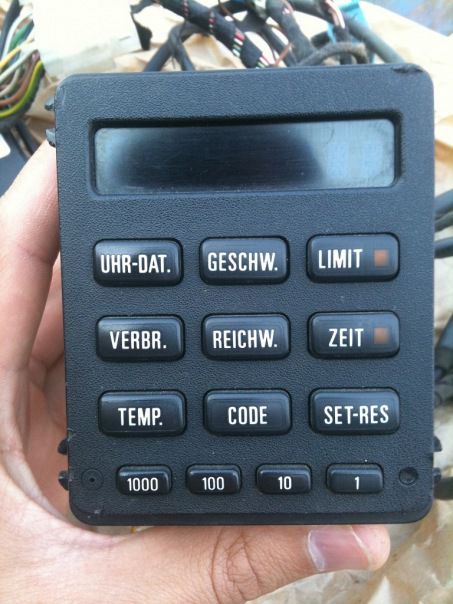 UHR-DAT. GESCHW. LIMIT
VERBR. REICHW. ZEIT
TEMP. CODE SET-RES
1000 100 10 1